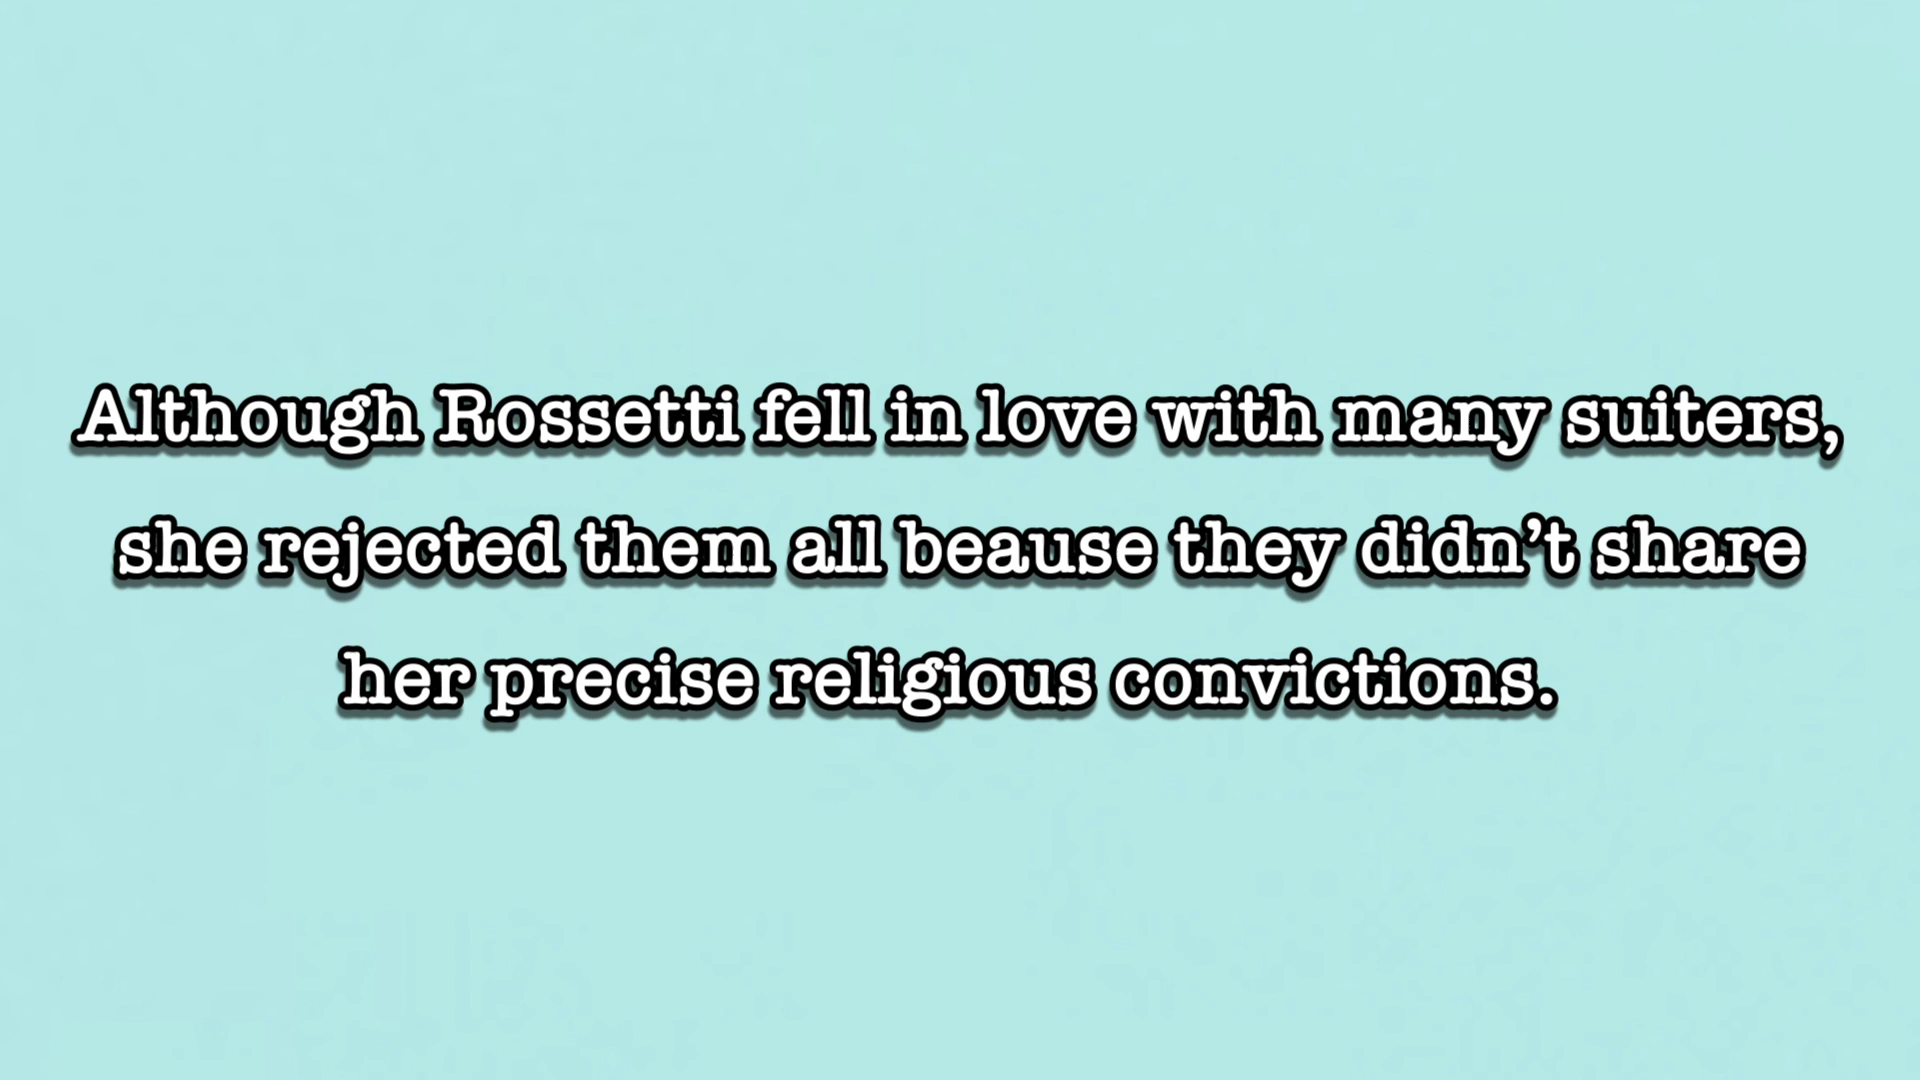 Although Rossetti fell in love with many suiters,
she rejected them all beause they didn’t share
her precise religious convictions.